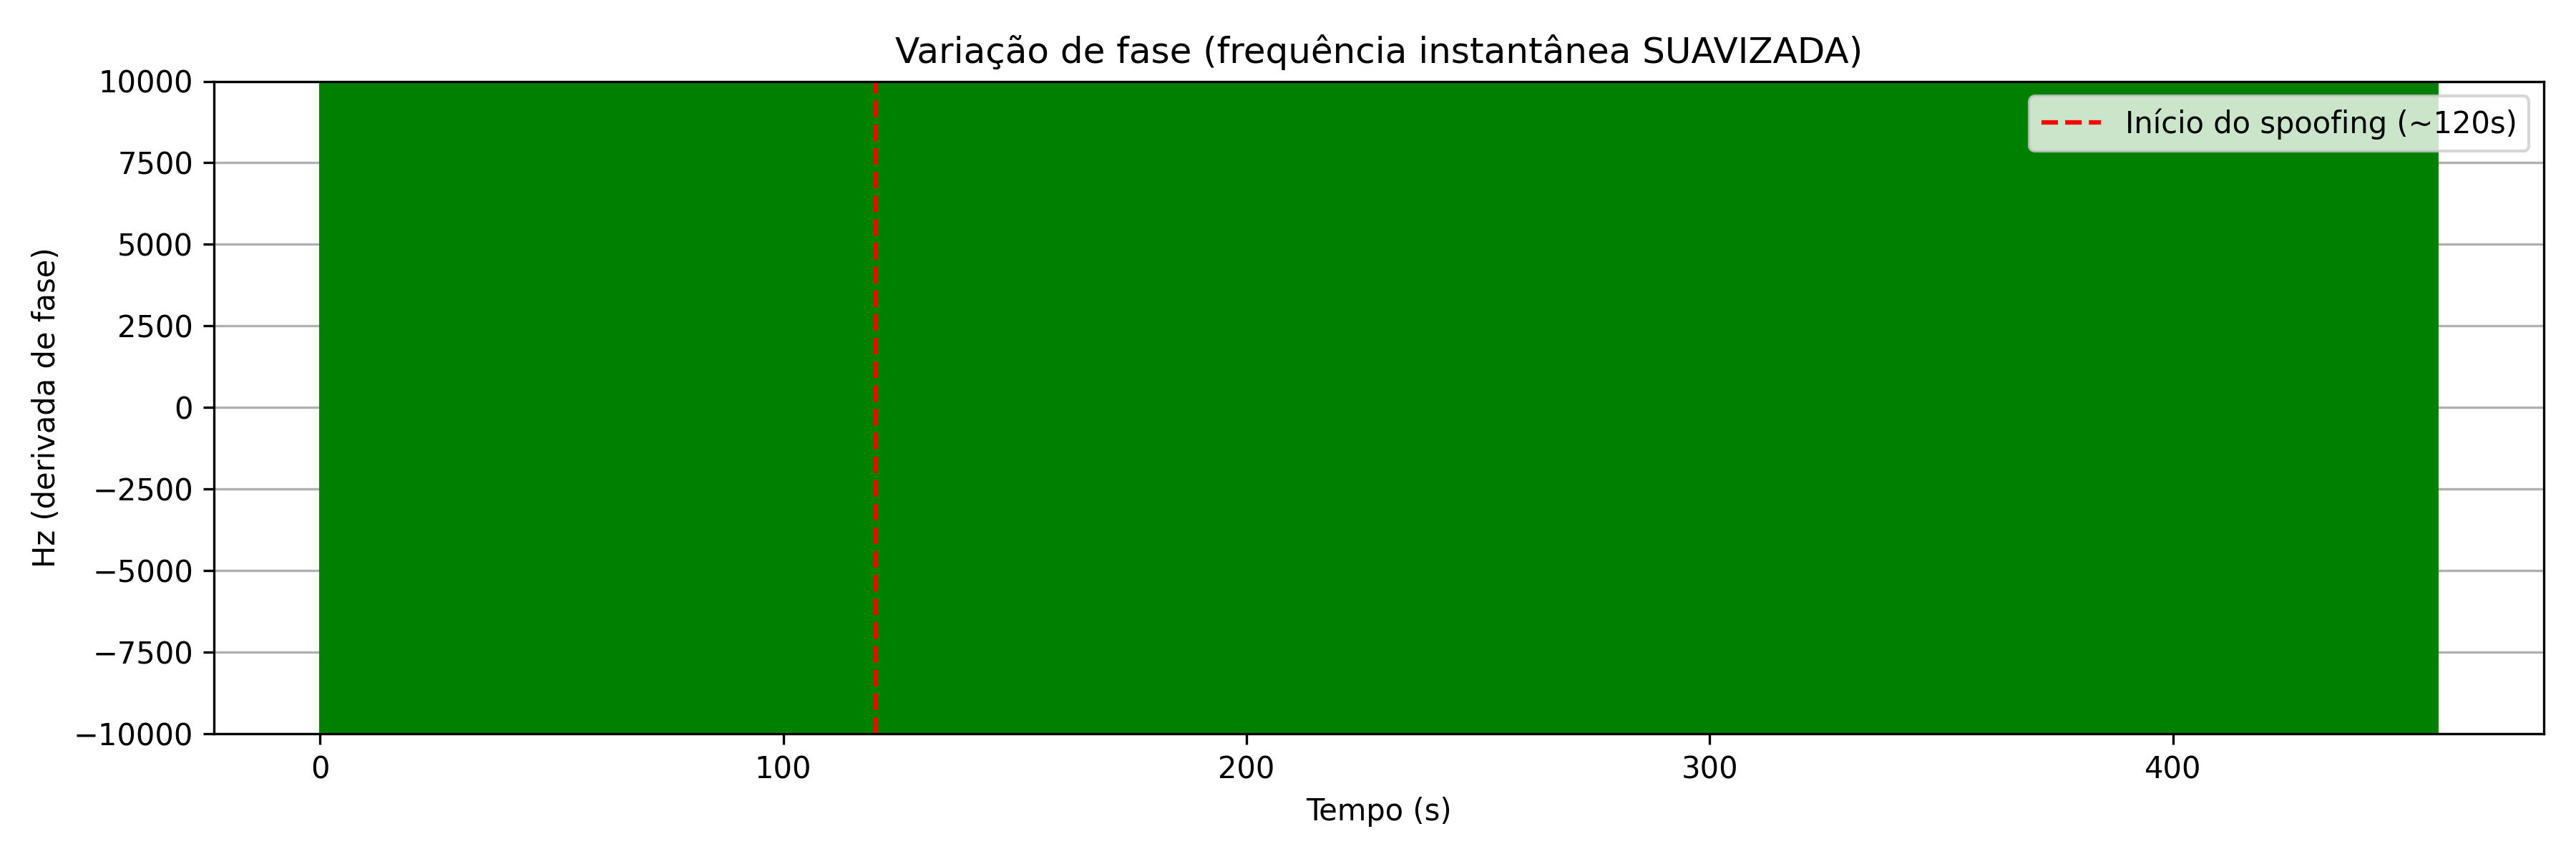 Variação de fase (frequência instantânea SUAVIZADA)
10000
7500
5000
2500
0
−2500
−5000
−7500
−10000
Hz (derivada de fase)
Início do spoofing (~120s)
0 100 200 300 400
Tempo (s)